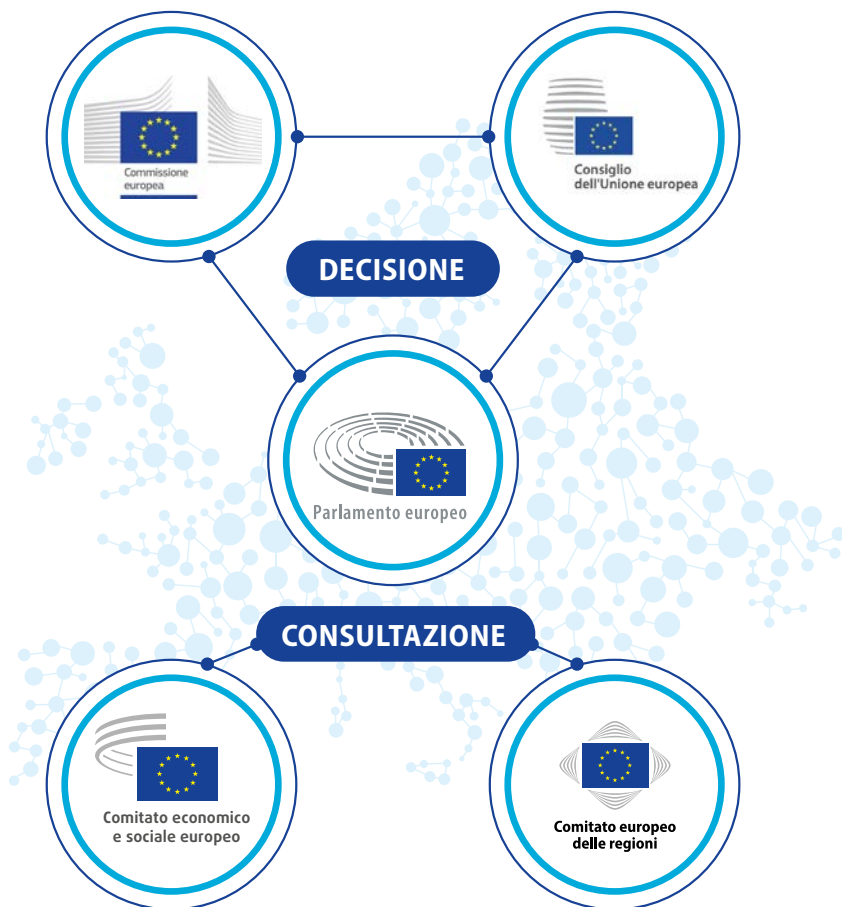 Commissione
europea
Consiglio
dell'Unione europea
DECISIONE
Parlamento europeo
CONSULTAZIONE
Comitato economico
e sociale europeo
Comitato europeo
delle regioni